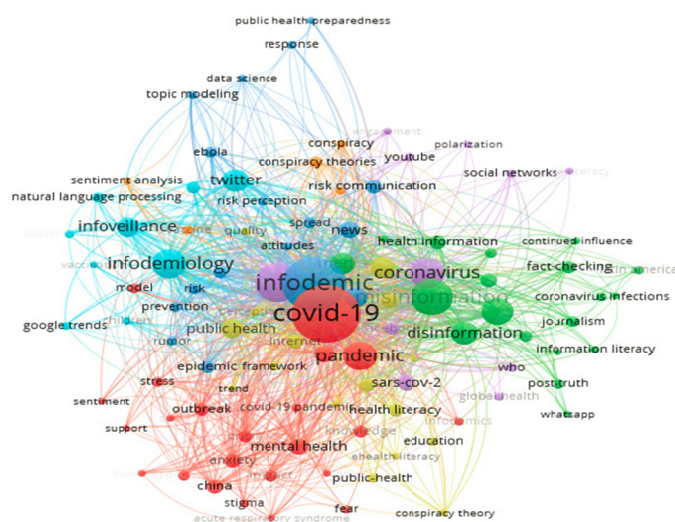 public health preparedness
response
data science
topic modeling
engagement
conspiracy
polarization
ebola
conspiracy theories
youtube
social networks
literacy
sentiment analysis
twitter
risk communication
natural language processing
risk perception
infoveillance
quality
spread
news
attitudes
health information
continued influence
infodemiology
coronavirus
fact-checking
model
risk
infodemic
misinformation
coronavirus infections
prevention
covid-19
google trends
children
public health
disinformation
journalism
rumor
internet
pandemic
information literacy
epidemic
framework
who
stress
trend
sars-cov-2
post-truth
sentiment
outbreak
covid-19 pandemic
health literacy
global health
whatsapp
support
knowledge
infodemics
mental health
education
anxiety
ehealth literacy
impact
public-health
china
stigma
fear
conspiracy theory
acute respiratory syndrome